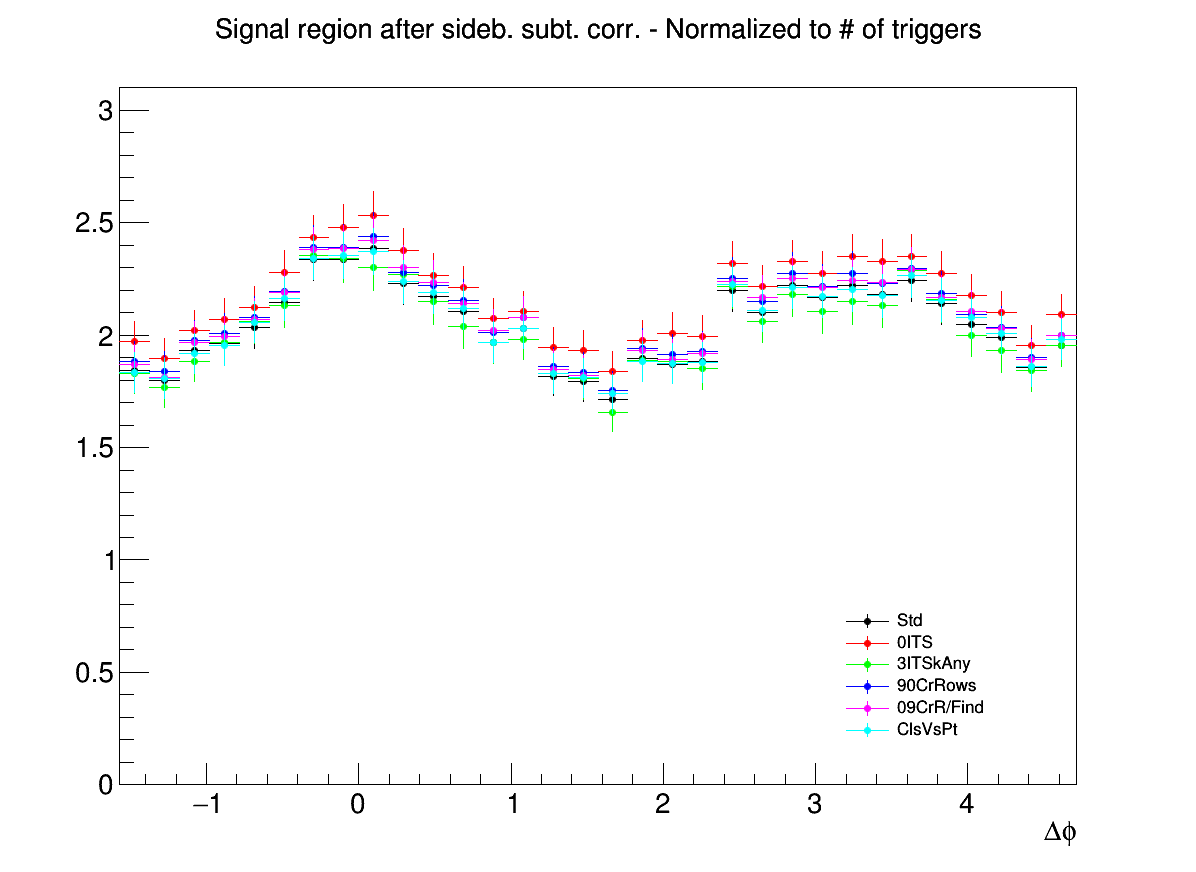 Signal region after sideb. subt. corr. - Normalized to # of triggers
3
2.5
2
1.5
1
0.5
0
−1
0
1
2
3
4
Δϕ
Std
0ITS
3ITSkAny
90CrRows
09CrR/Find
ClsVsPt